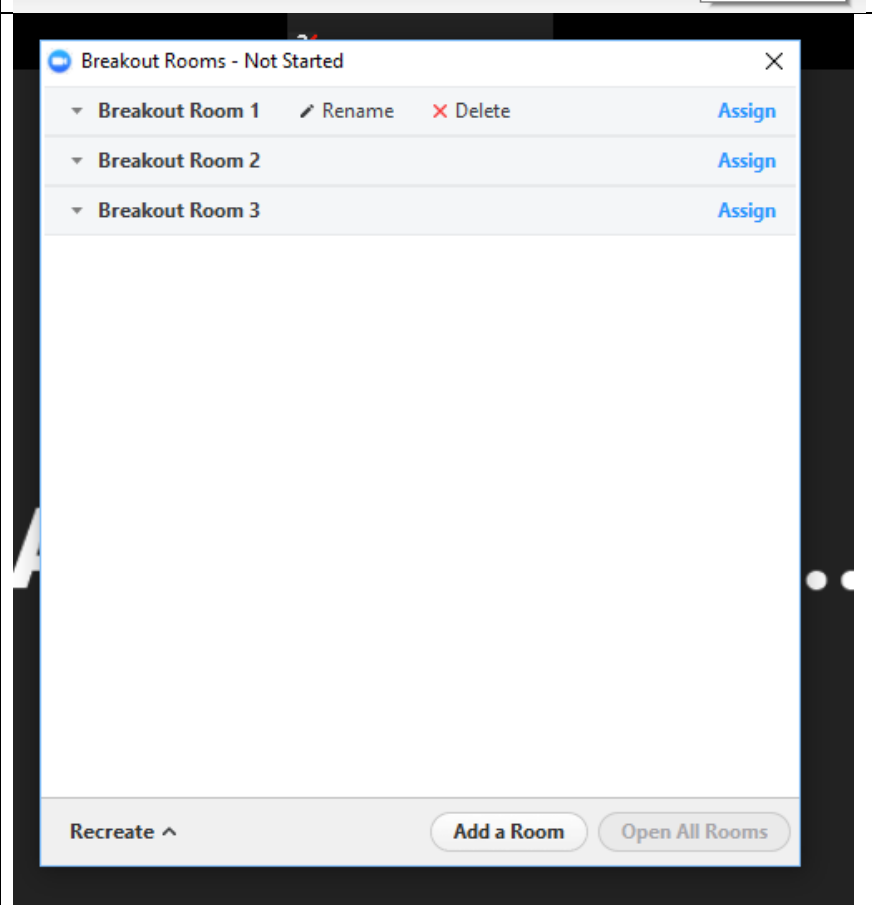 Breakout Rooms - Not Started
Breakout Room 1 Rename Delete Assign
Breakout Room 2 Assign
Breakout Room 3 Assign
A ...
Recreate Add a Room Open All Rooms